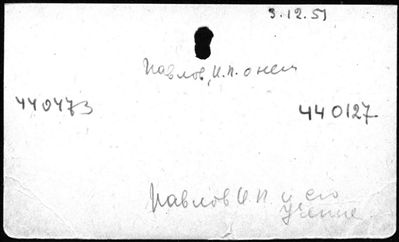 3.12.51
Павлов, И.П. о нем
440473
440127
Павлов И.П. и его
учение